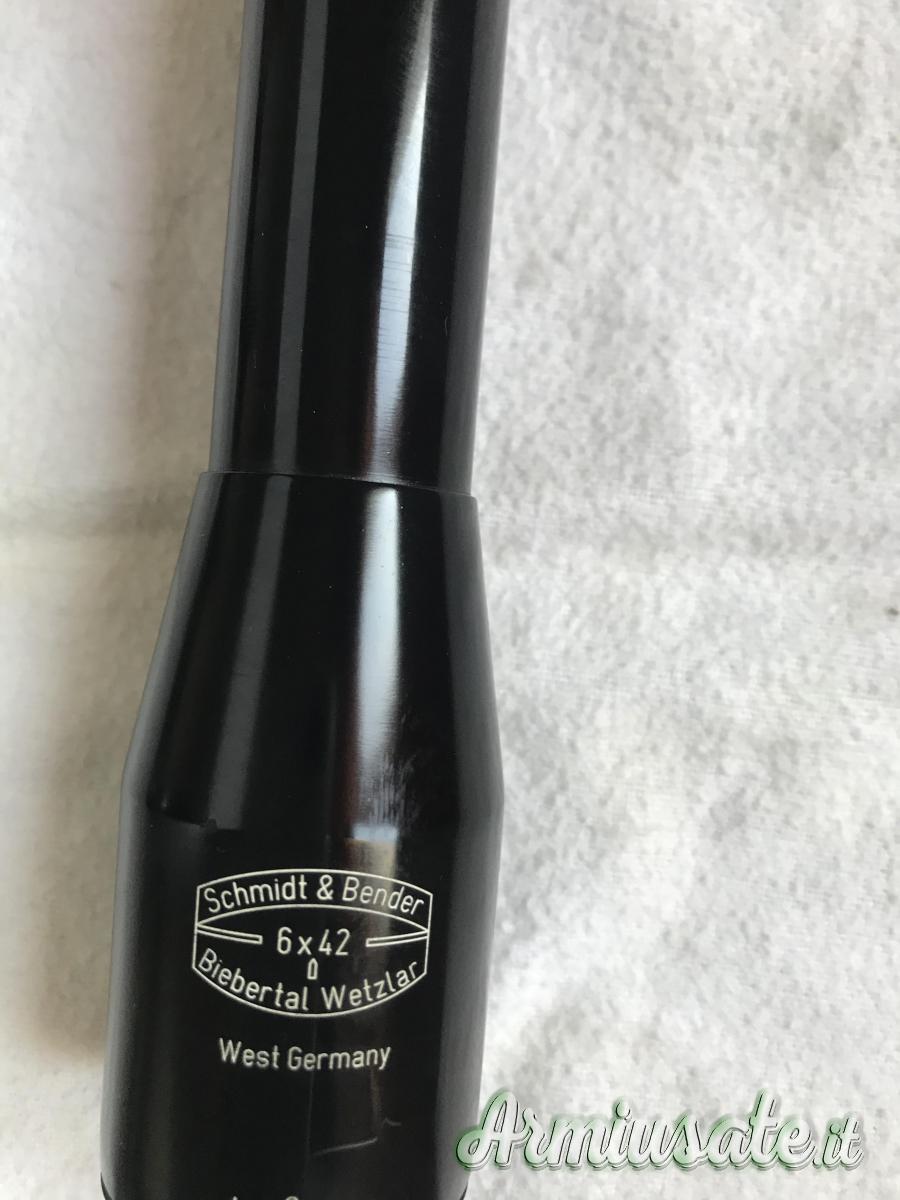 Schmidt & Bender
6x42
Biebertal Wetzlar
West Germany
Armiusate.it